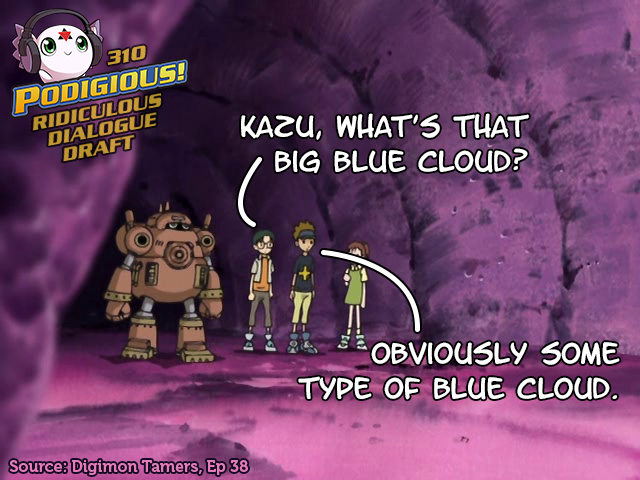 310
PODIGIOUS!
RIDICULOUS
DIALOGUE
DRAFT
KAZU, WHAT'S THAT
BIG BLUE CLOUD?
OBVIOUSLY SOME
TYPE OF BLUE CLOUD.
Source: Digimon Tamers, Ep 38